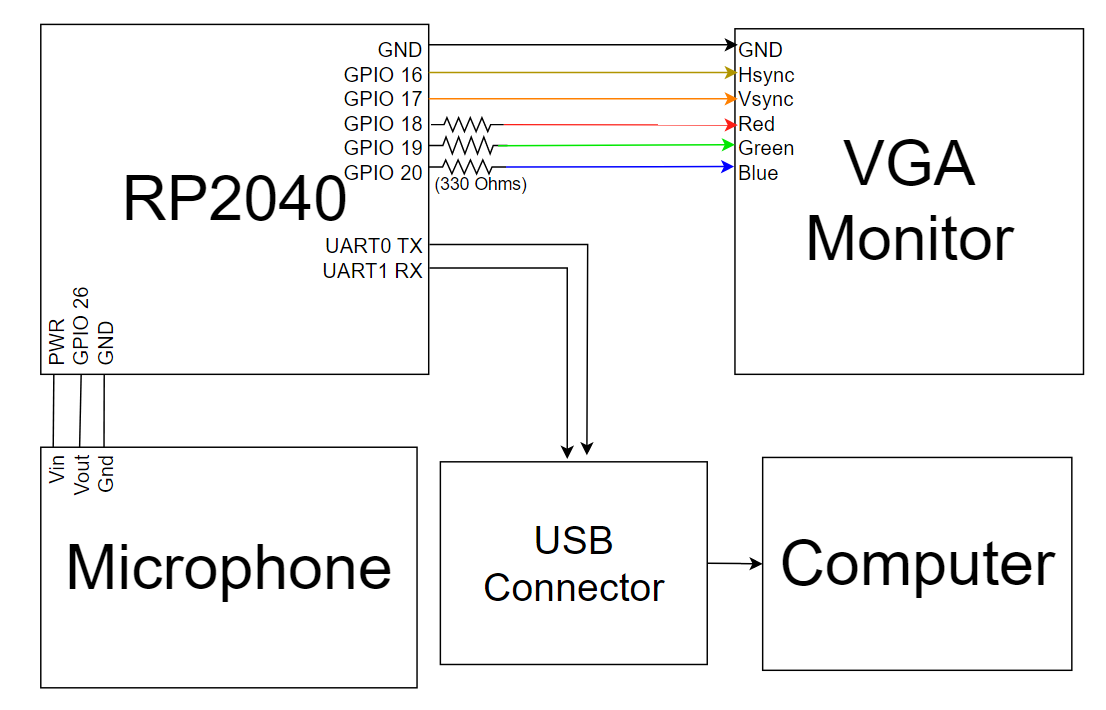 GND
GPIO 16
GPIO 17
GPIO 18
GPIO 19
GPIO 20
(330 Ohms)
RP2040
UART0 TX
UART1 RX
PWR
GPIO 26
GND
GND
Hsync
Vsync
Red
Green
Blue
VGA
Monitor
Vin
Vout
Gnd
Microphone
USB
Connector
Computer